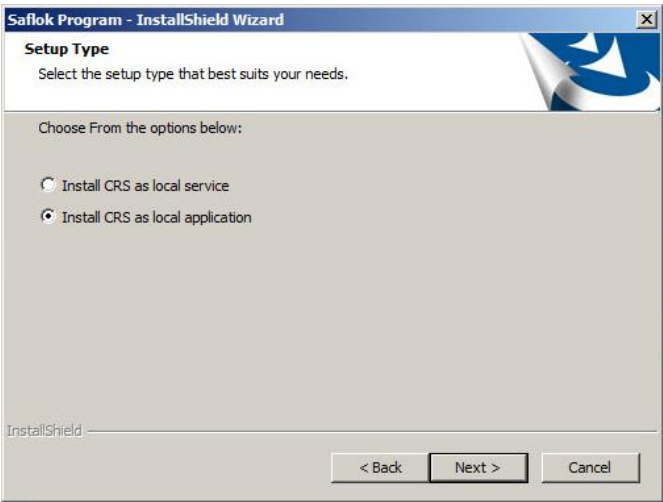 Saflok Program - InstallShield Wizard
Setup Type
Select the setup type that best suits your needs.
Choose From the options below:
Install CRS as local service
Install CRS as local application
InstallShield
< Back Next > Cancel